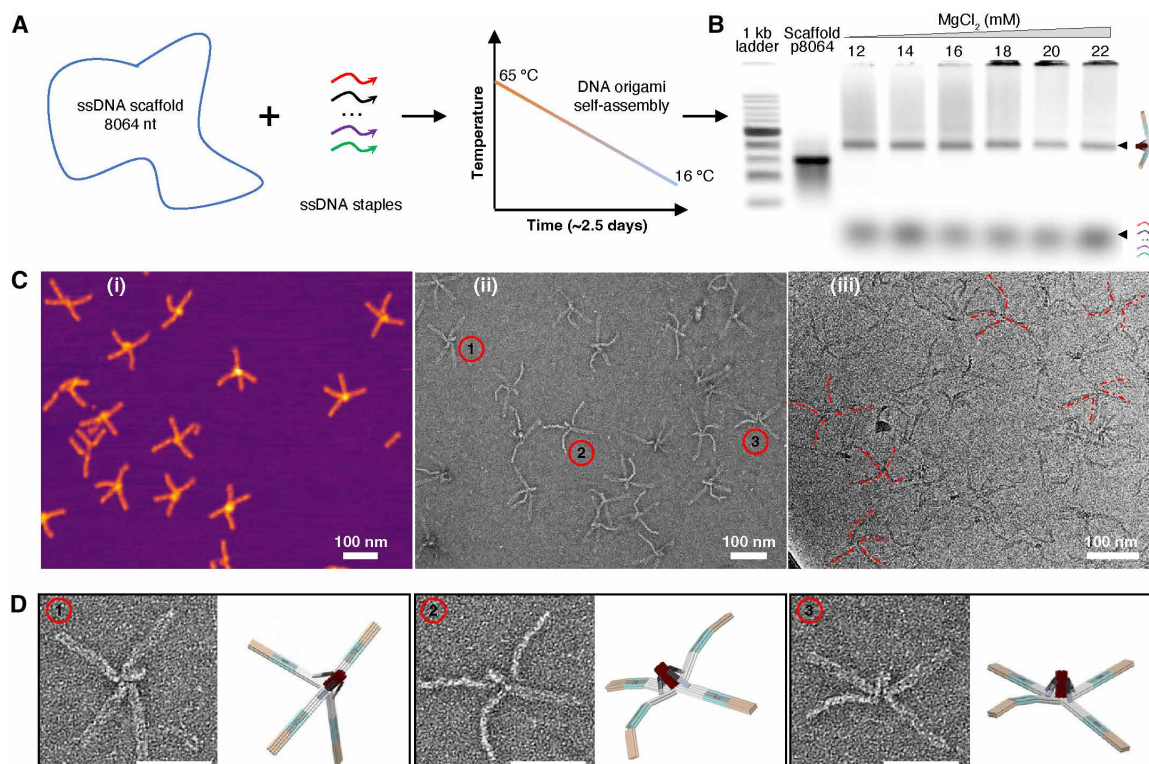 A
ssDNA scaffold
8064 nt
+
...
ssDNA staples
Temperature
65 ºC
16 ºC
Time (~2.5 days)
DNA origami
self-assembly
B
1 kb
ladder
Scaffold
p8064
MgCl₂ (mM)
12 14 16 18 20 22
C
(i)
100 nm
(ii)
1
2
3
100 nm
(iii)
100 nm
D
1
2
3